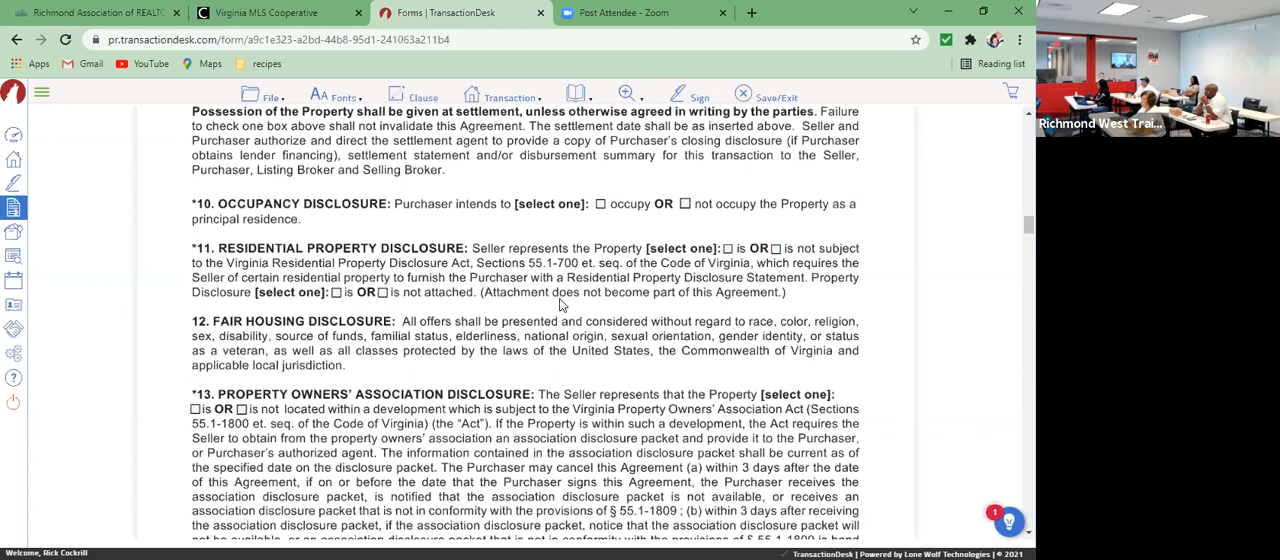 Richmond Association of REALTO
Virginia MLS Cooperative
Forms | TransactionDesk
Post Attendee - Zoom
pr.transactiondesk.com/form/a9c1e323-a2bd-44b8-95d1-241063a211b4
Apps
Gmail
YouTube
Maps
recipes
Reading list
File
Fonts
Clause
Transaction
Sign
Save/Exit
Possession of the Property shall be given at settlement, unless otherwise agreed in writing by the parties. Failure
to check one box above shall not invalidate this Agreement. The settlement date shall be as inserted above. Seller and
Purchaser authorize and direct the settlement agent to provide a copy of Purchaser's closing disclosure (if Purchaser
obtains lender financing), settlement statement and/or disbursement summary for this transaction to the Seller,
Purchaser, Listing Broker and Selling Broker.
*10. OCCUPANCY DISCLOSURE: Purchaser intends to [select one]: ☐ occupy OR ☐ not occupy the Property as a
principal residence.
*11. RESIDENTIAL PROPERTY DISCLOSURE: Seller represents the Property [select one]: ☐ is OR ☐ is not subject
to the Virginia Residential Property Disclosure Act, Sections 55.1-700 et. seq. of the Code of Virginia, which requires the
Seller of certain residential property to furnish the Purchaser with a Residential Property Disclosure Statement. Property
Disclosure [select one]: ☐ is OR ☐ is not attached. (Attachment does not become part of this Agreement.)
12. FAIR HOUSING DISCLOSURE: All offers shall be presented and considered without regard to race, color, religion,
sex, disability, source of funds, familial status, elderliness, national origin, sexual orientation, gender identity, or status
as a veteran, as well as all classes protected by the laws of the United States, the Commonwealth of Virginia and
applicable local jurisdiction.
*13. PROPERTY OWNERS' ASSOCIATION DISCLOSURE: The Seller represents that the Property [select one]:
☐ is OR ☐ is not located within a development which is subject to the Virginia Property Owners' Association Act (Sections
55.1-1800 et. seq. of the Code of Virginia) (the "Act"). If the Property is within such a development, the Act requires the
Seller to obtain from the property owners' association an association disclosure packet and provide it to the Purchaser,
or Purchaser's authorized agent. The information contained in the association disclosure packet shall be current as of
the specified date on the disclosure packet. The Purchaser may cancel this Agreement (a) within 3 days after the date
of this Agreement, if on or before the date that the Purchaser signs this Agreement, the Purchaser receives the
association disclosure packet, is notified that the association disclosure packet is not available, or receives an
association disclosure packet that is not in conformity with the provisions of § 55.1-1809 ; (b) within 3 days after receiving
the association disclosure packet, if the association disclosure packet, notice that the association disclosure packet will
not be available, or an association disclosure packet that is not in conformity with the provisions of § 55.1-1809 is hand
1
Welcome, Rick Cockrill
TransactionDesk | Powered by Lone Wolf Technologies | © 2021
Richmond West Trai...